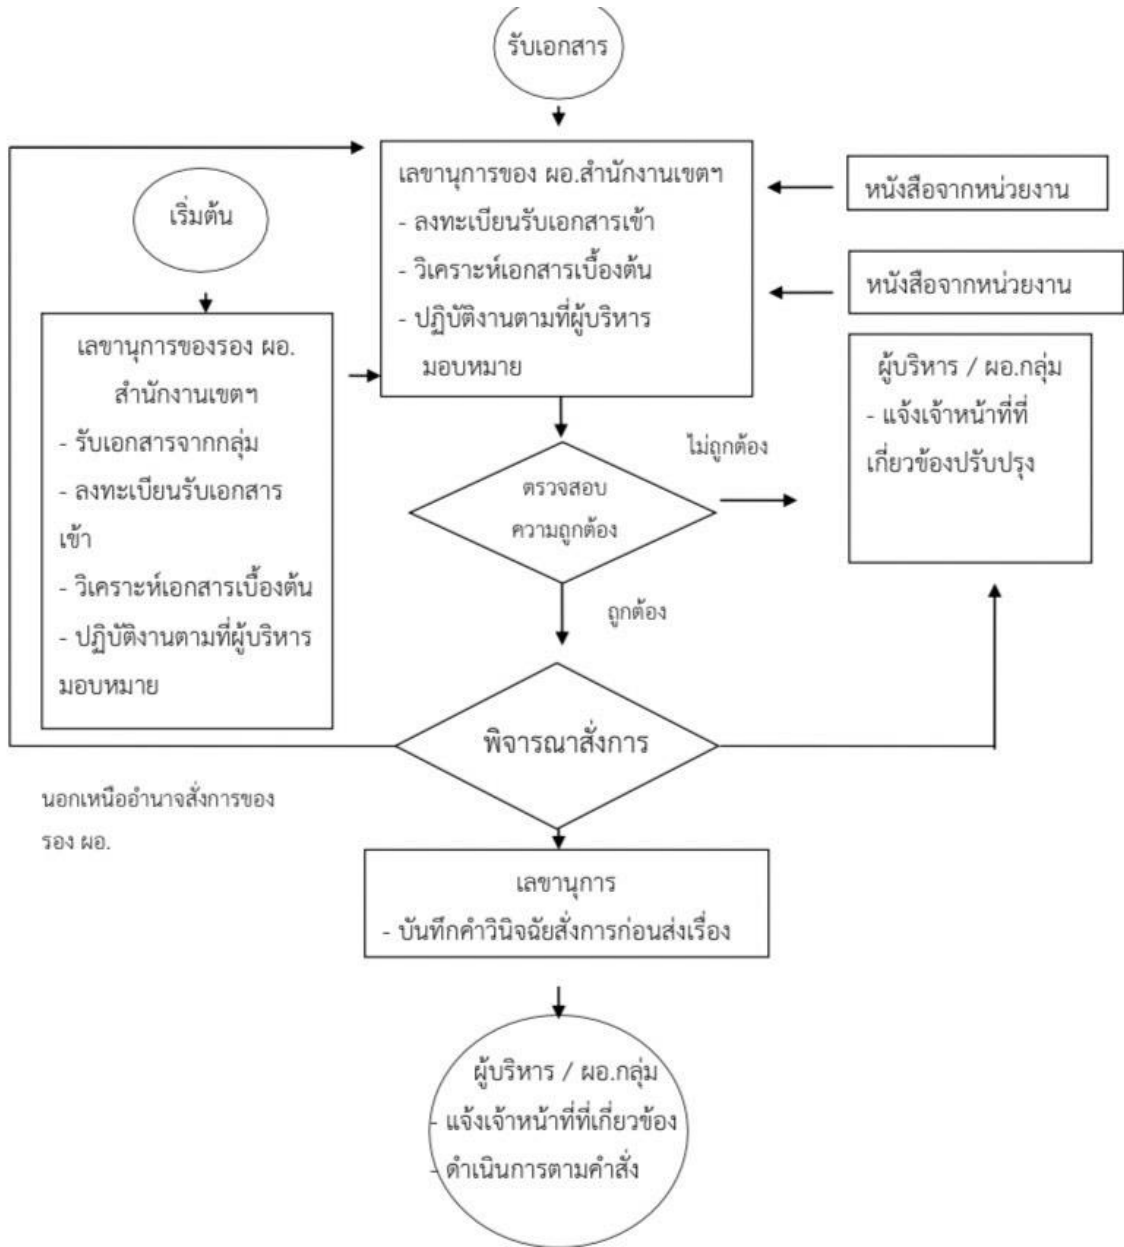 รับเอกสาร
เลขานุการของ ผอ.สำนักงานเขตฯ
- ลงทะเบียนรับเอกสารเข้า
- วิเคราะห์เอกสารเบื้องต้น
- ปฏิบัติงานตามที่ผู้บริหาร
มอบหมาย
หนังสือจากหน่วยงาน
หนังสือจากหน่วยงาน
เริ่มต้น
เลขานุการของรอง ผอ.
สำนักงานเขตฯ
- รับเอกสารจากกลุ่ม
- ลงทะเบียนรับเอกสาร
เข้า
- วิเคราะห์เอกสารเบื้องต้น
- ปฏิบัติงานตามที่ผู้บริหาร
มอบหมาย
ผู้บริหาร / ผอ.กลุ่ม
- แจ้งเจ้าหน้าที่ที่
เกี่ยวข้องปรับปรุง
ไม่ถูกต้อง
ตรวจสอบ
ความถูกต้อง
ถูกต้อง
พิจารณาสั่งการ
นอกเหนืออำนาจสั่งการของ
รอง ผอ.
เลขานุการ
- บันทึกคำวินิจฉัยสั่งการก่อนส่งเรื่อง
ผู้บริหาร / ผอ.กลุ่ม
- แจ้งเจ้าหน้าที่ที่เกี่ยวข้อง
- ดำเนินการตามคำสั่ง